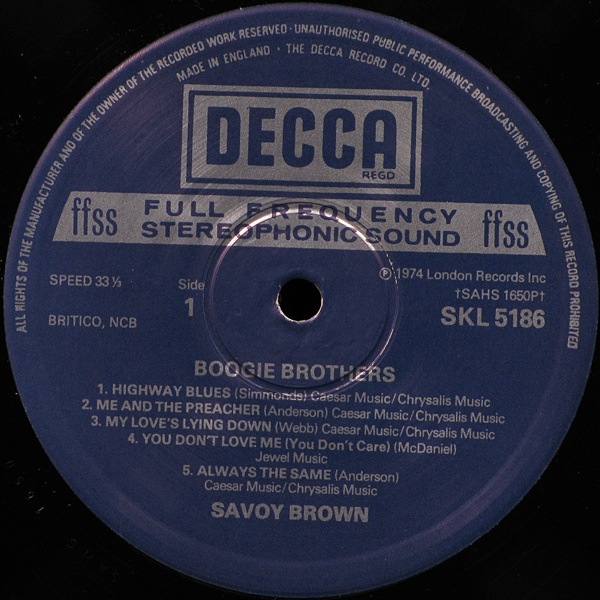 ALL RIGHTS OF THE MANUFACTURER AND OF THE OWNER OF THE RECORDED WORK RESERVED · UNAUTHORISED PUBLIC PERFORMANCE BROADCASTING AND COPYING OF THIS RECORD PROHIBITED
MADE IN ENGLAND · THE DECCA RECORD CO. LTD.
DECCA
REGD
ffss FULL FREQUENCY ffss
STEREOPHONIC SOUND
SPEED 33⅓ Side ℗ 1974 London Records Inc
1 †SAHS 1650P†
BRITICO, NCB SKL 5186
BOOGIE BROTHERS
1. HIGHWAY BLUES (Simmonds) Caesar Music/Chrysalis Music
2. ME AND THE PREACHER (Anderson) Caesar Music/Chrysalis Music
3. MY LOVE'S LYING DOWN (Webb) Caesar Music/Chrysalis Music
4. YOU DON'T LOVE ME (You Don't Care) (McDaniel)
Jewel Music
5. ALWAYS THE SAME (Anderson)
Caesar Music/Chrysalis Music
SAVOY BROWN